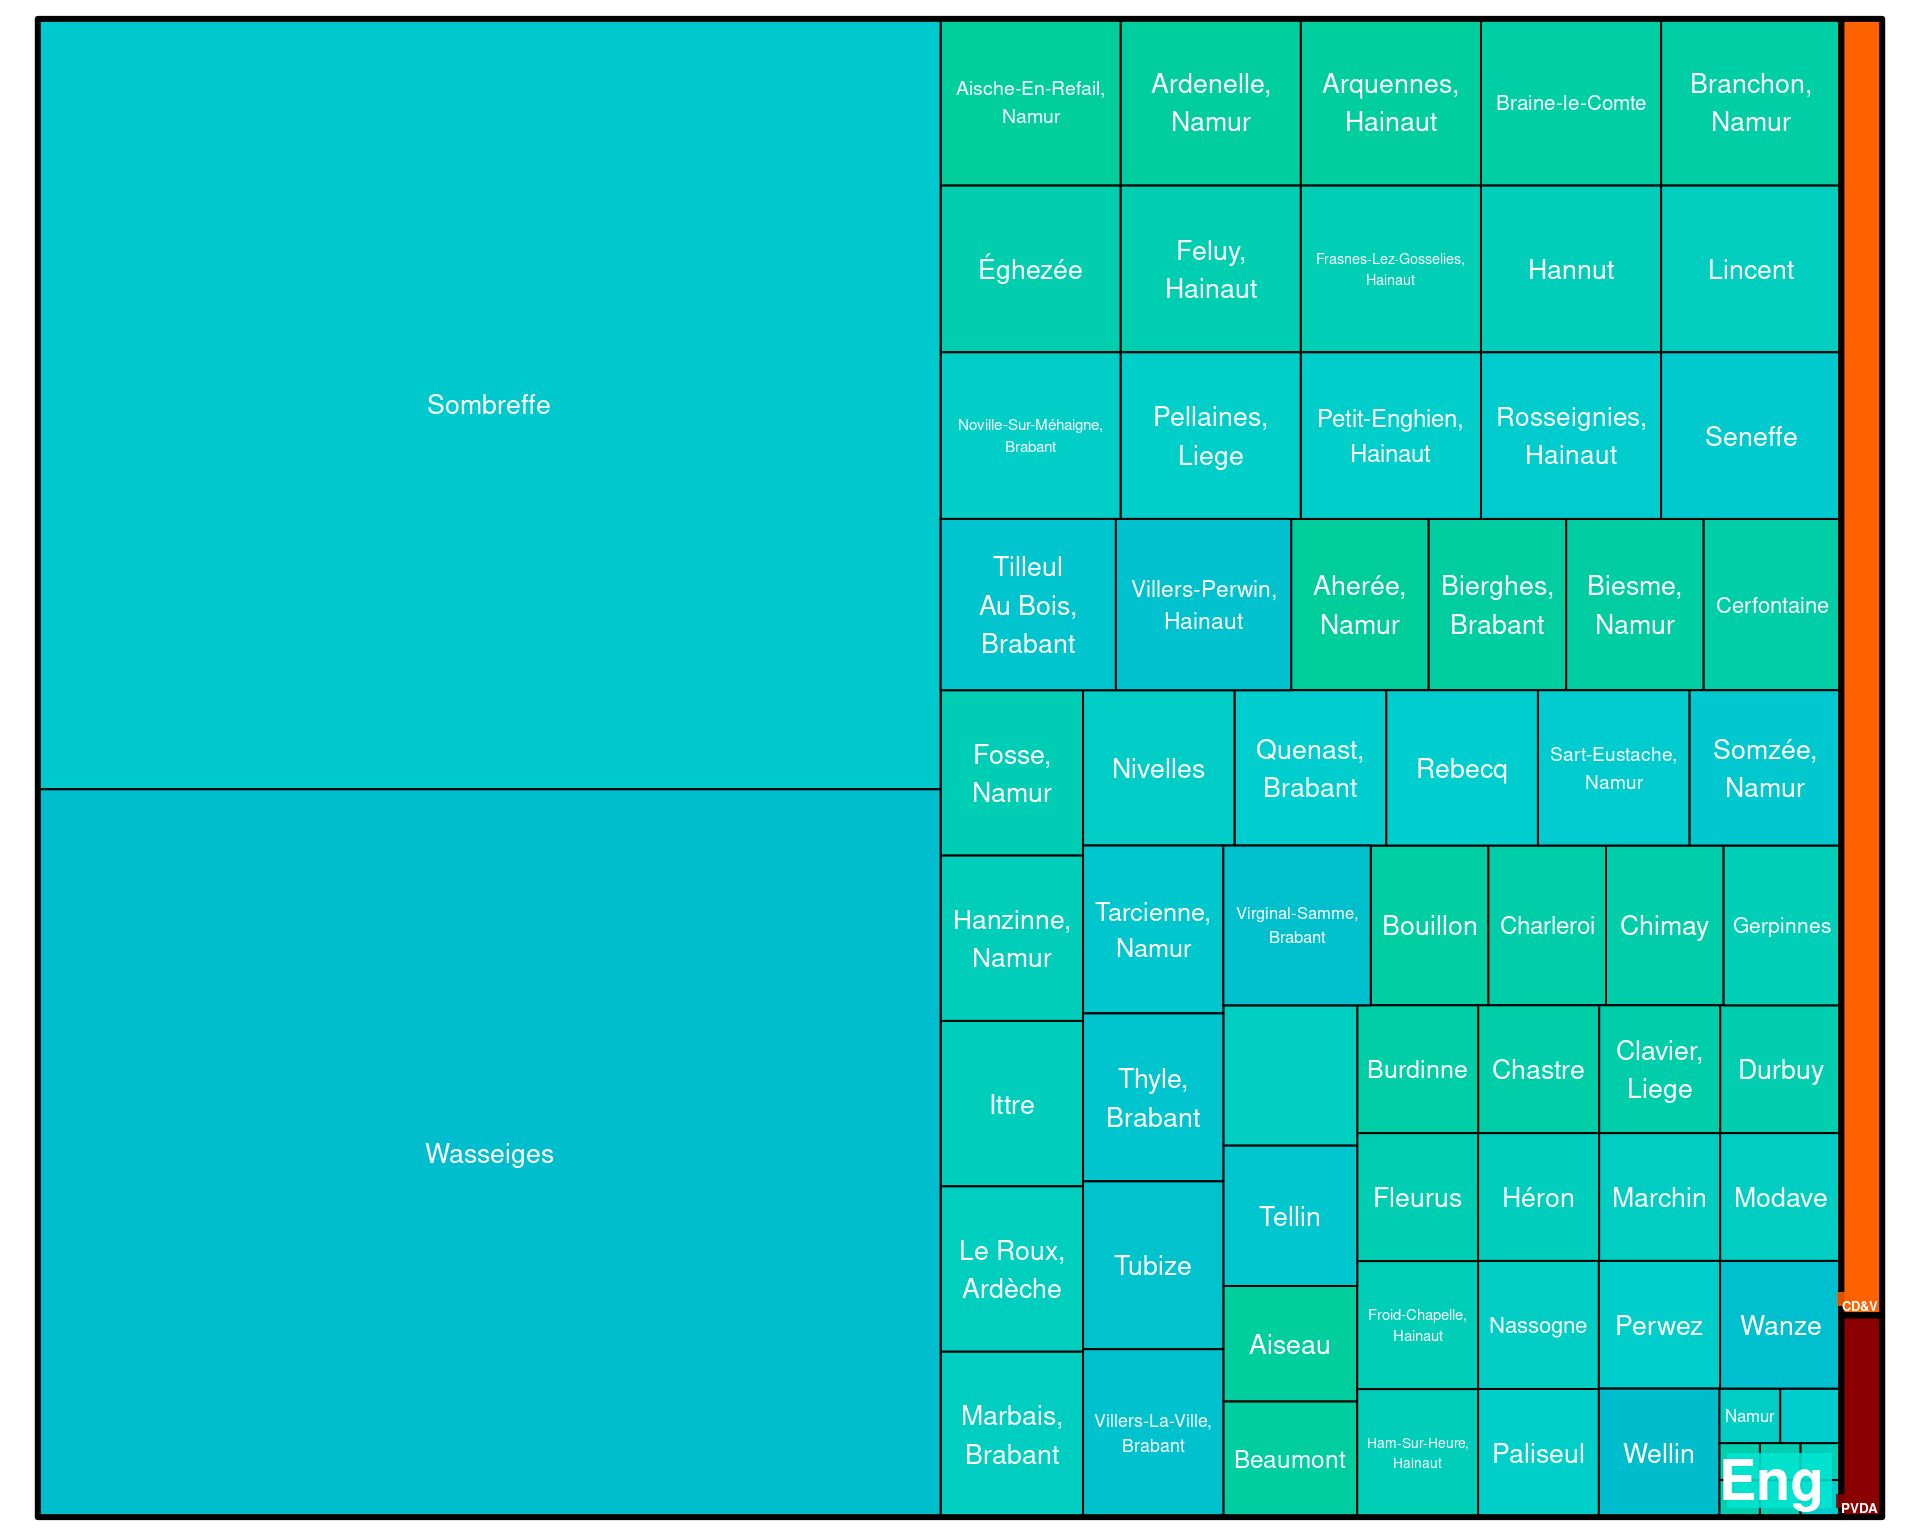 Sombreffe
Wasseiges
Aische-En-Refail,
Namur
Ardenelle,
Namur
Arquennes,
Hainaut
Braine-le-Comte
Branchon,
Namur
Éghezée
Feluy,
Hainaut
Frasnes-Lez-Gosselies,
Hainaut
Hannut
Lincent
Noville-Sur-Méhaigne,
Brabant
Pellaines,
Liege
Petit-Enghien,
Hainaut
Rosseignies,
Hainaut
Seneffe
Tilleul
Au Bois,
Brabant
Villers-Perwin,
Hainaut
Aherée,
Namur
Bierghes,
Brabant
Biesme,
Namur
Cerfontaine
Fosse,
Namur
Nivelles
Quenast,
Brabant
Rebecq
Sart-Eustache,
Namur
Somzée,
Namur
Hanzinne,
Namur
Tarcienne,
Namur
Virginal-Samme,
Brabant
Bouillon
Charleroi
Chimay
Gerpinnes
Ittre
Thyle,
Brabant
Burdinne
Chastre
Clavier,
Liege
Durbuy
Tellin
Fleurus
Héron
Marchin
Modave
Le Roux,
Ardèche
Tubize
Aiseau
Froid-Chapelle,
Hainaut
Nassogne
Perwez
Wanze
Marbais,
Brabant
Villers-La-Ville,
Brabant
Beaumont
Ham-Sur-Heure,
Hainaut
Paliseul
Wellin
Namur
Eng
CD&V
PVDA